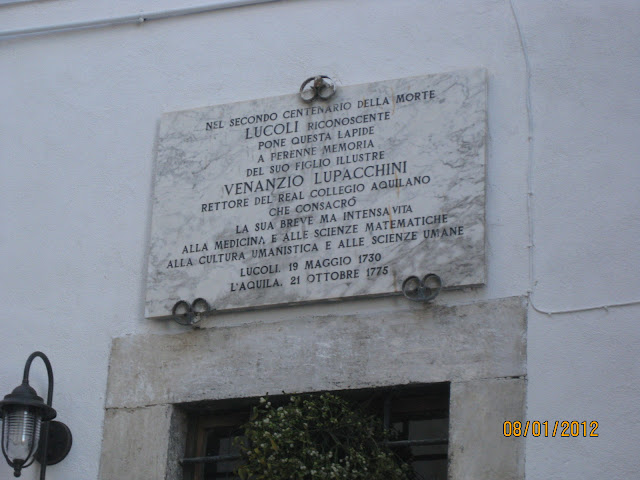 NEL SECONDO CENTENARIO DELLA MORTE
LUCOLI RICONOSCENTE
PONE QUESTA LAPIDE
A PERENNE MEMORIA
DEL SUO FIGLIO ILLUSTRE
VENANZIO LUPACCHINI
RETTORE DEL REAL COLLEGIO AQUILANO
CHE CONSACRÒ
LA SUA BREVE MA INTENSA VITA
ALLA MEDICINA E ALLE SCIENZE MATEMATICHE
ALLA CULTURA UMANISTICA E ALLE SCIENZE UMANE
LUCOLI. 19 MAGGIO 1730
L'AQUILA. 21 OTTOBRE 1775
08/01/2012